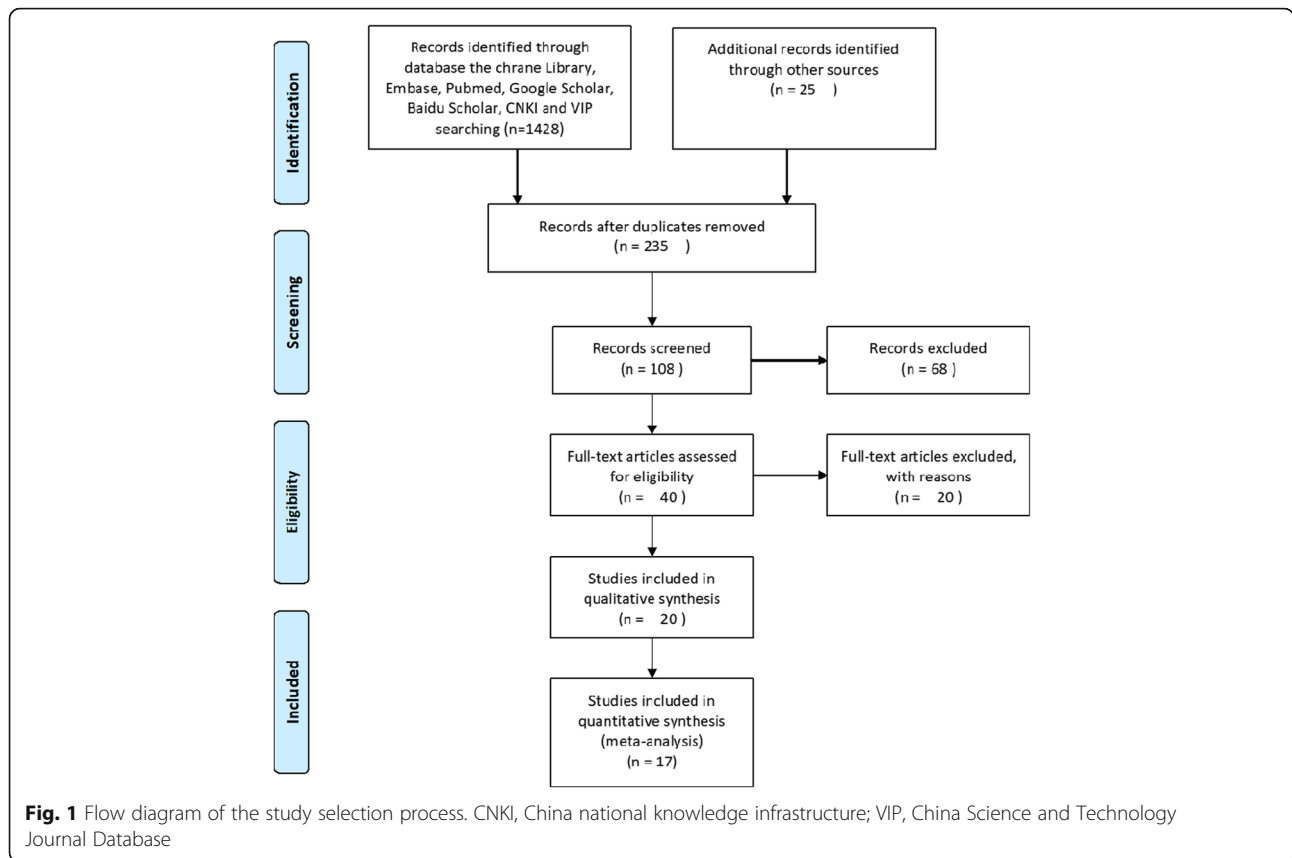 Identification
Records identified through
database the chrane Library,
Embase, Pubmed, Google Scholar,
Baidu Scholar, CNKI and VIP
searching (n=1428)
Additional records identified
through other sources
(n = 25 )
Records after duplicates removed
(n = 235 )
Screening
Records screened
(n = 108 )
Records excluded
(n = 68 )
Eligibility
Full-text articles assessed
for eligibility
(n = 40 )
Full-text articles excluded,
with reasons
(n = 20 )
Studies included in
qualitative synthesis
(n = 20 )
Included
Studies included in
quantitative synthesis
(meta-analysis)
(n = 17)
Fig. 1 Flow diagram of the study selection process. CNKI, China national knowledge infrastructure; VIP, China Science and Technology
Journal Database